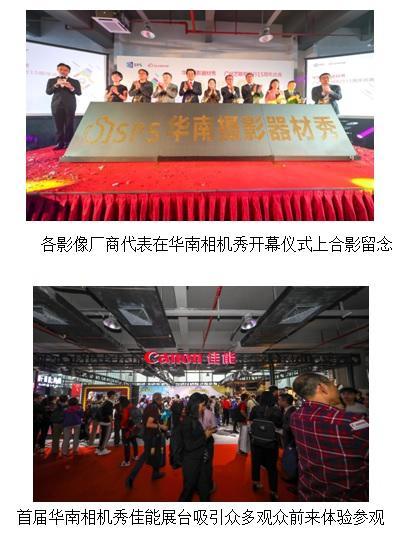 SPS
SPS 华南摄影器材秀
各影像厂商代表在华南相机秀开幕仪式上合影留念
Canon 佳能
FILM
首届华南相机秀佳能展台吸引众多观众前来体验参观